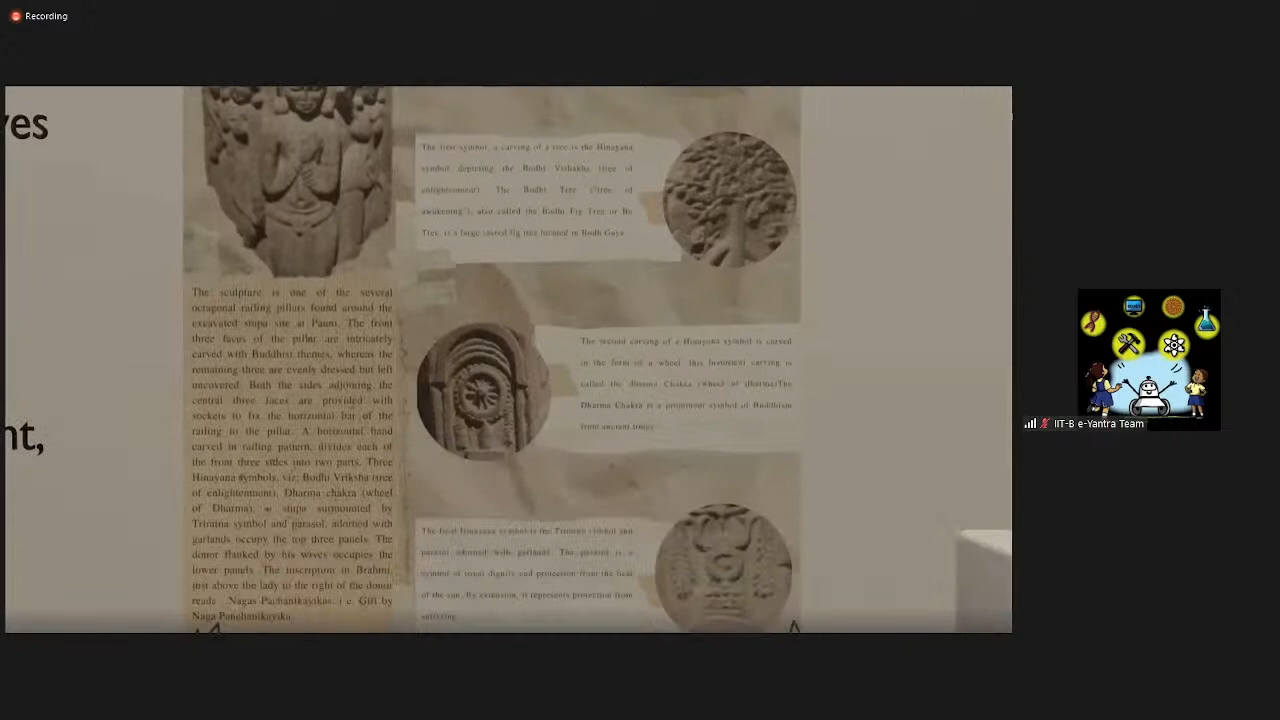 Recording
ves
nt,
The sculpture is one of the several
octagonal railing pillars found around the
excavated stupa site at Pauni. The front
three faces of the pillar are intricately
carved with Buddhist themes, whereas the
remaining three are evenly dressed but left
uncovered. Both the sides adjoining the
central three faces are provided with
sockets to fix the horizontal bar of the
railing to the pillar. A horizontal band
carved in railing pattern, divides each of
the front three sides into two parts. Three
Hinayana symbols, viz; Bodhi Vriksha (tree
of enlightenment), Dharma chakra (wheel
of Dharma), a stupa surmounted by
Triratna symbol and parasol, adorned with
garlands occupy the top three panels. The
donor flanked by his wives occupies the
lower panels. The inscription in Brahmi,
just above the lady to the right of the donor
reads Nagas Pachanikayikas, i e. Gift by
Naga Panchanikayika.
The first symbol, a carving of a tree is the Hinayana
symbol depicting the Bodhi Vishakha (tree of
enlightenment). The Bodhi Tree ("tree of
awakening"), also called the Bodhi Fig Tree or Bo
Tree, is a large sacred fig tree located in Bodh Gaya.
The second carving of a Hinayana symbol is carved
in the form of a wheel. this historical carving is
called the dharma Chakra (wheel of dharma)The
Dharma Chakra is a prominent symbol of Buddhism
from ancient times
The final Hinayana symbol is the Triratna symbol and
parasol adorned with garland. The parasol is a
symbol of royal dignity and protection from the heat
of the sun. By extension, it represents protection from
suffering.
IIT-B e-Yantra Team